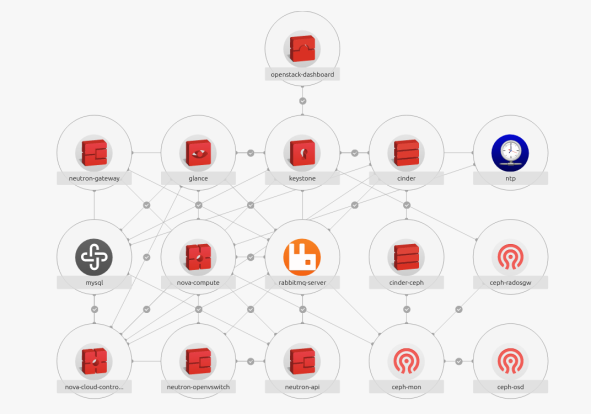 openstack-dashboard
neutron-gateway
glance
keystone
cinder
ntp
mysql
nova-compute
rabbitmq-server
cinder-ceph
ceph-radosgw
nova-cloud-contro...
neutron-openvswitch
neutron-api
ceph-mon
ceph-osd